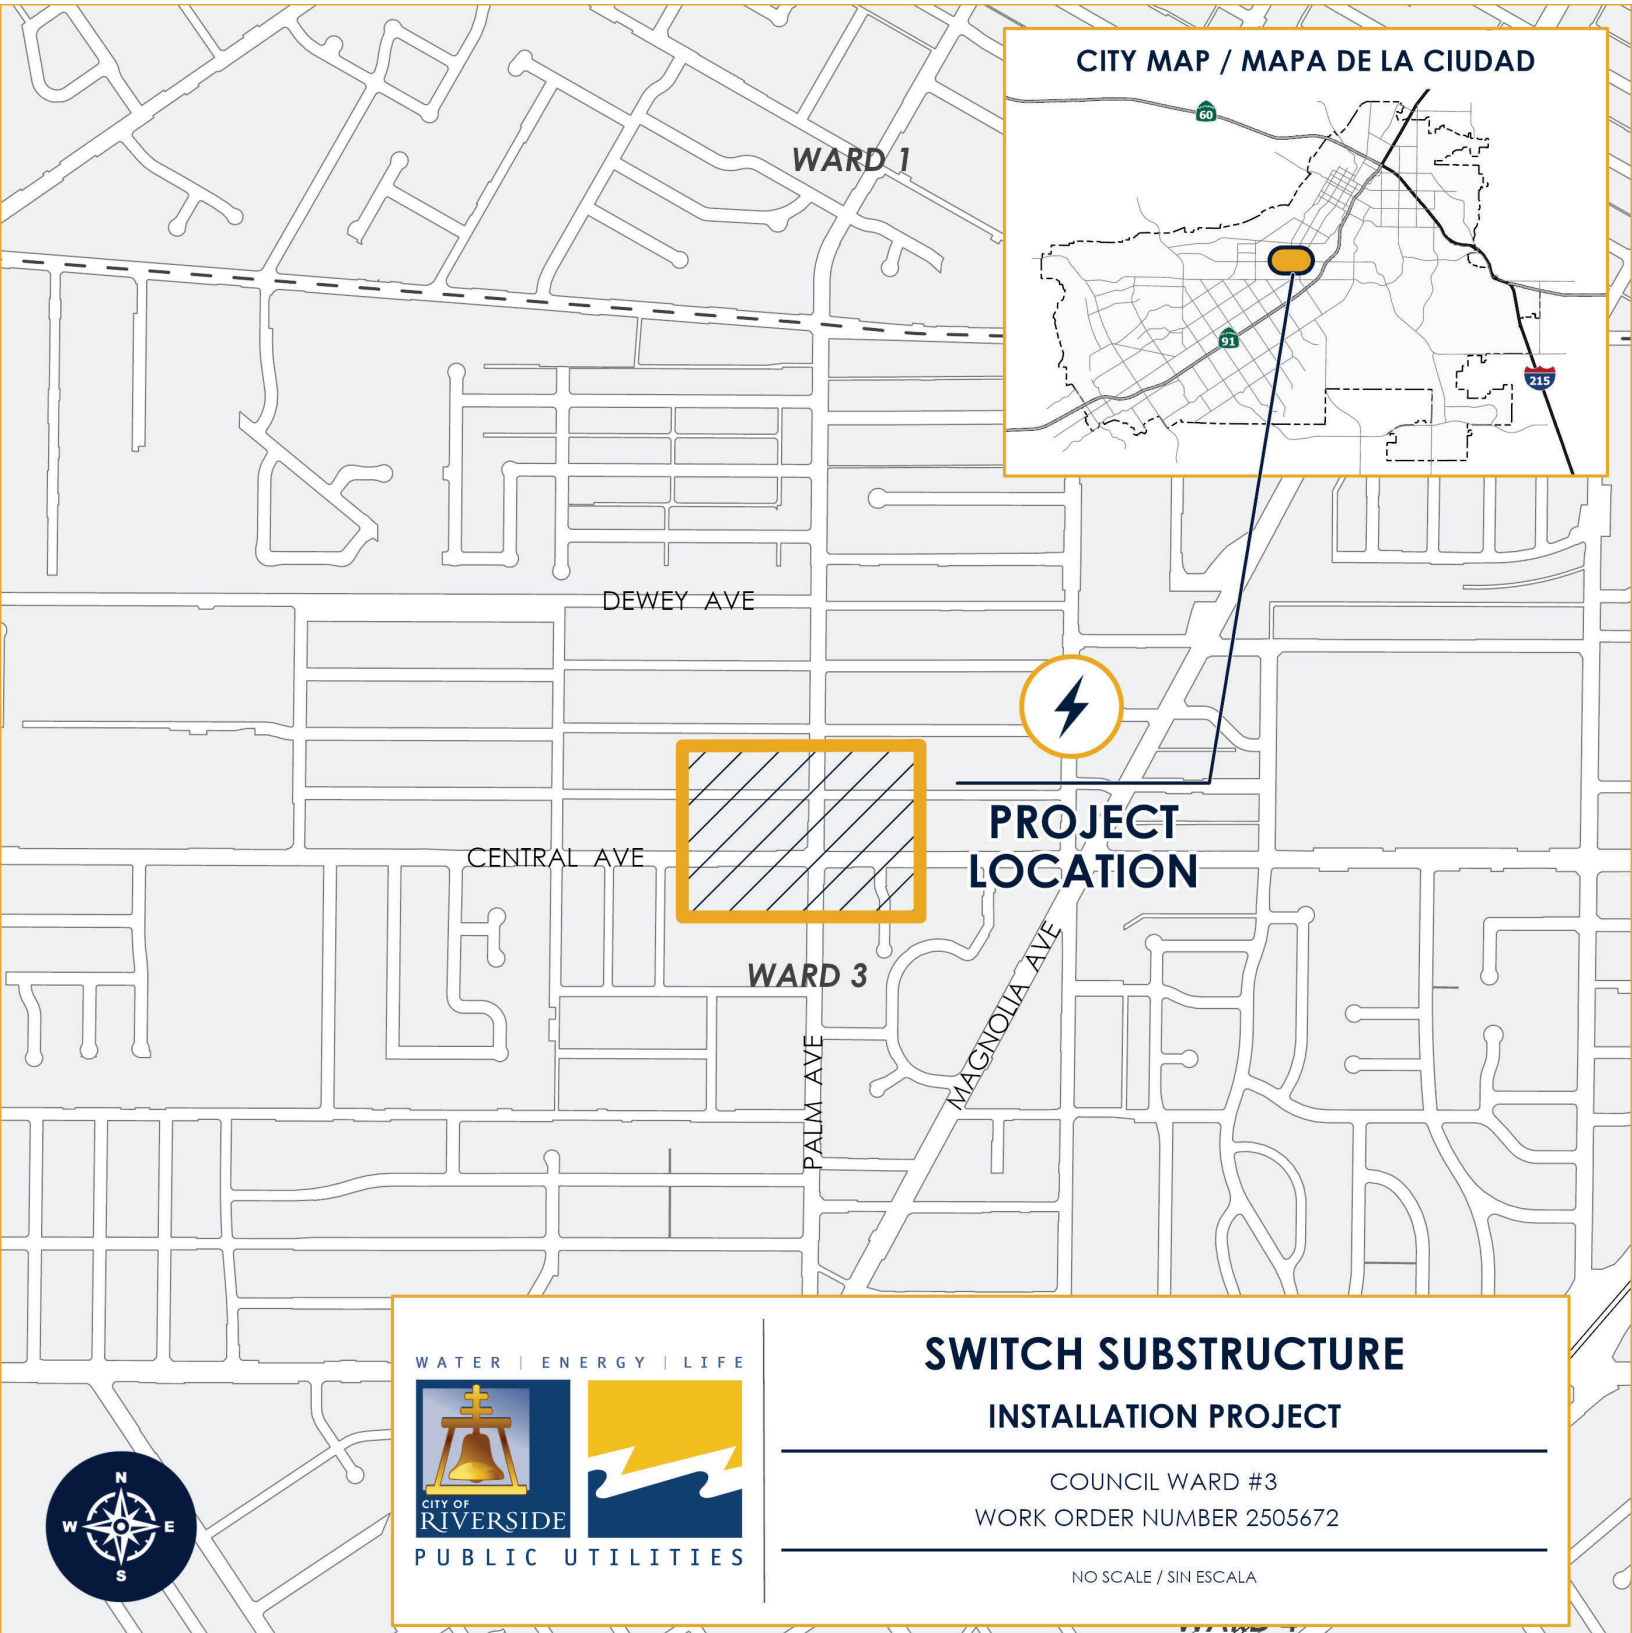 CITY MAP / MAPA DE LA CIUDAD
60
91
215
WARD 1
DEWEY AVE
PROJECT
LOCATION
CENTRAL AVE
WARD 3
MAGNOLIA AVE
PALM AVE
WATER | ENERGY | LIFE
CITY OF
RIVERSIDE
PUBLIC UTILITIES
SWITCH SUBSTRUCTURE
INSTALLATION PROJECT
COUNCIL WARD #3
WORK ORDER NUMBER 2505672
NO SCALE / SIN ESCALA
N
W
E
S